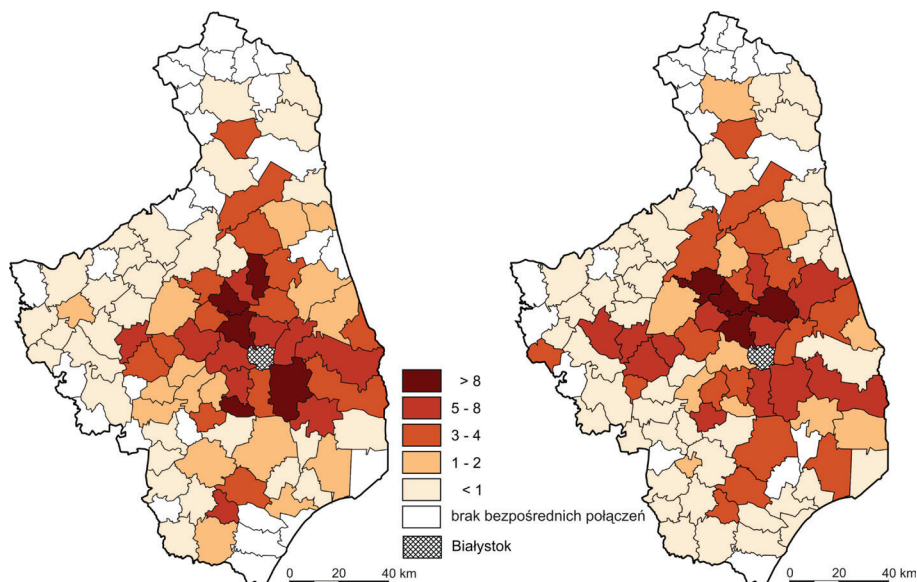 > 8
5 - 8
3 - 4
1 - 2
< 1
brak bezpośrednich połączeń
Białystok
0 20 40 km
0 20 40 km